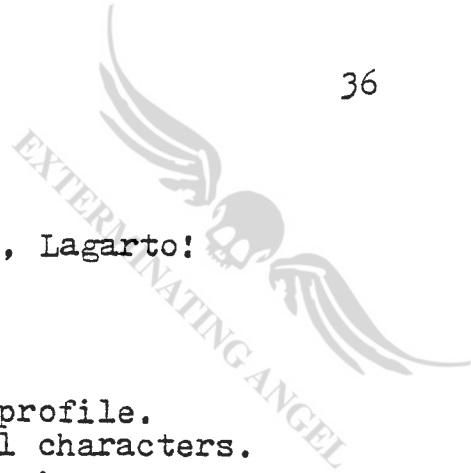 36
EXTERMINATING ANGEL
, Lagarto!
profile.
l characters.